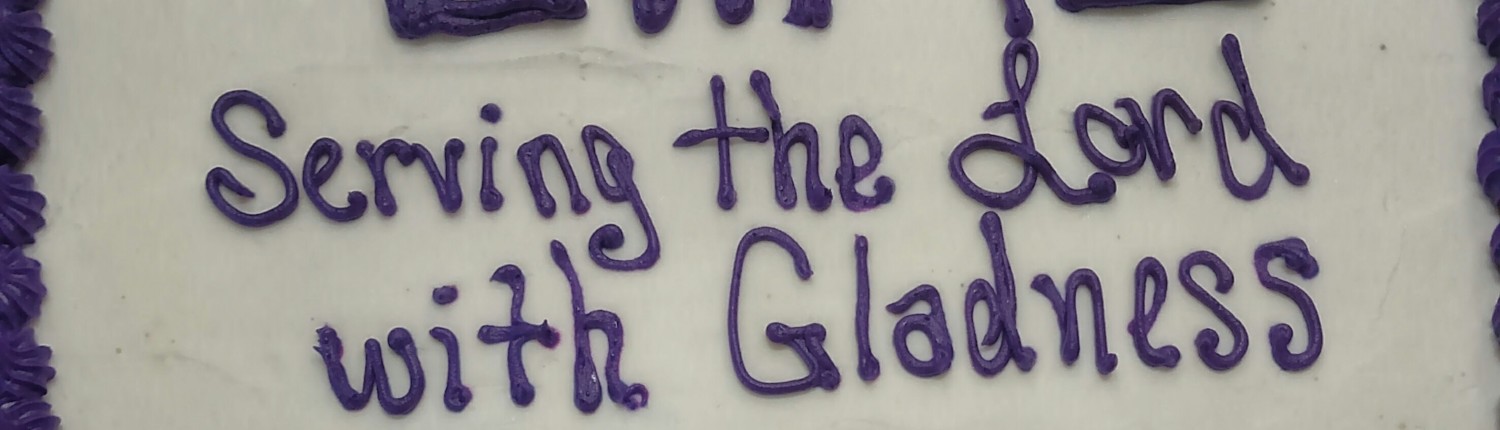 Serving the Lord
with Gladness